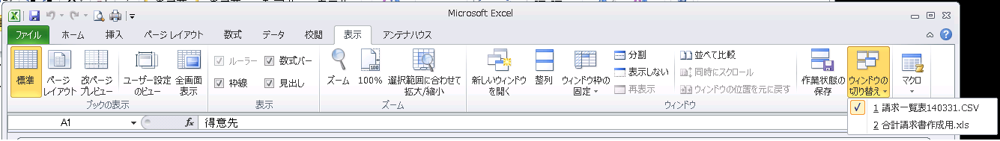 Microsoft Excel
ファイル ホーム 挿入 ページ レイアウト 数式 データ 校閲 表示 アンテナハウス
標準
ページ
レイアウト
改ページ
プレビュー
ユーザー設定
のビュー
全画面
表示
ブックの表示
ルーラー
数式バー
枠線
見出し
表示
ズーム
100%
100%
選択範囲に合わせて
拡大/縮小
ズーム
新しいウィンドウ
を開く
整列
ウィンドウ枠の
固定
分割
表示しない
再表示
並べて比較
同時にスクロール
ウィンドウの位置を元に戻す
ウィンドウ
作業状態の
保存
ウィンドウの
切り替え
マクロ
マクロ
1 請求一覧表140331.CSV
2 合計請求書作成用.xls
A1
fx
得意先